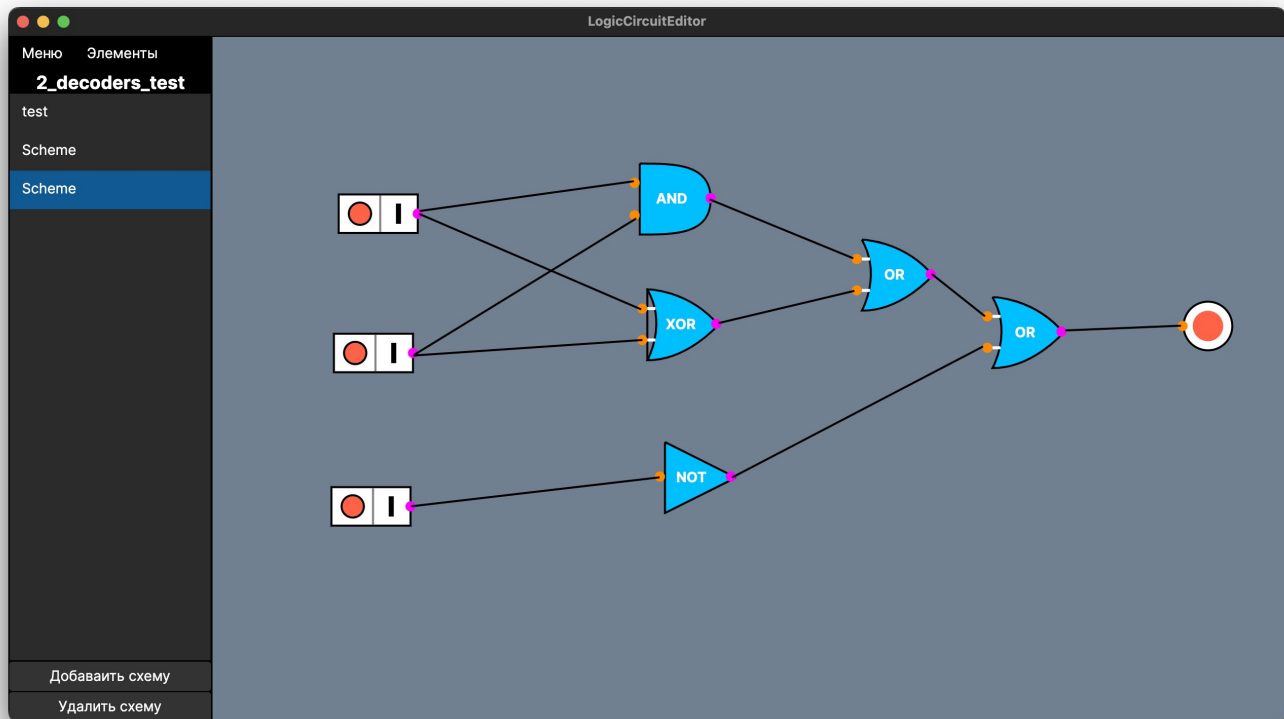 LogicCircuitEditor
Меню Элементы
2_decoders_test
test
Scheme
Scheme
AND
OR
XOR
OR
NOT
Добаваить схему
Удалить схему